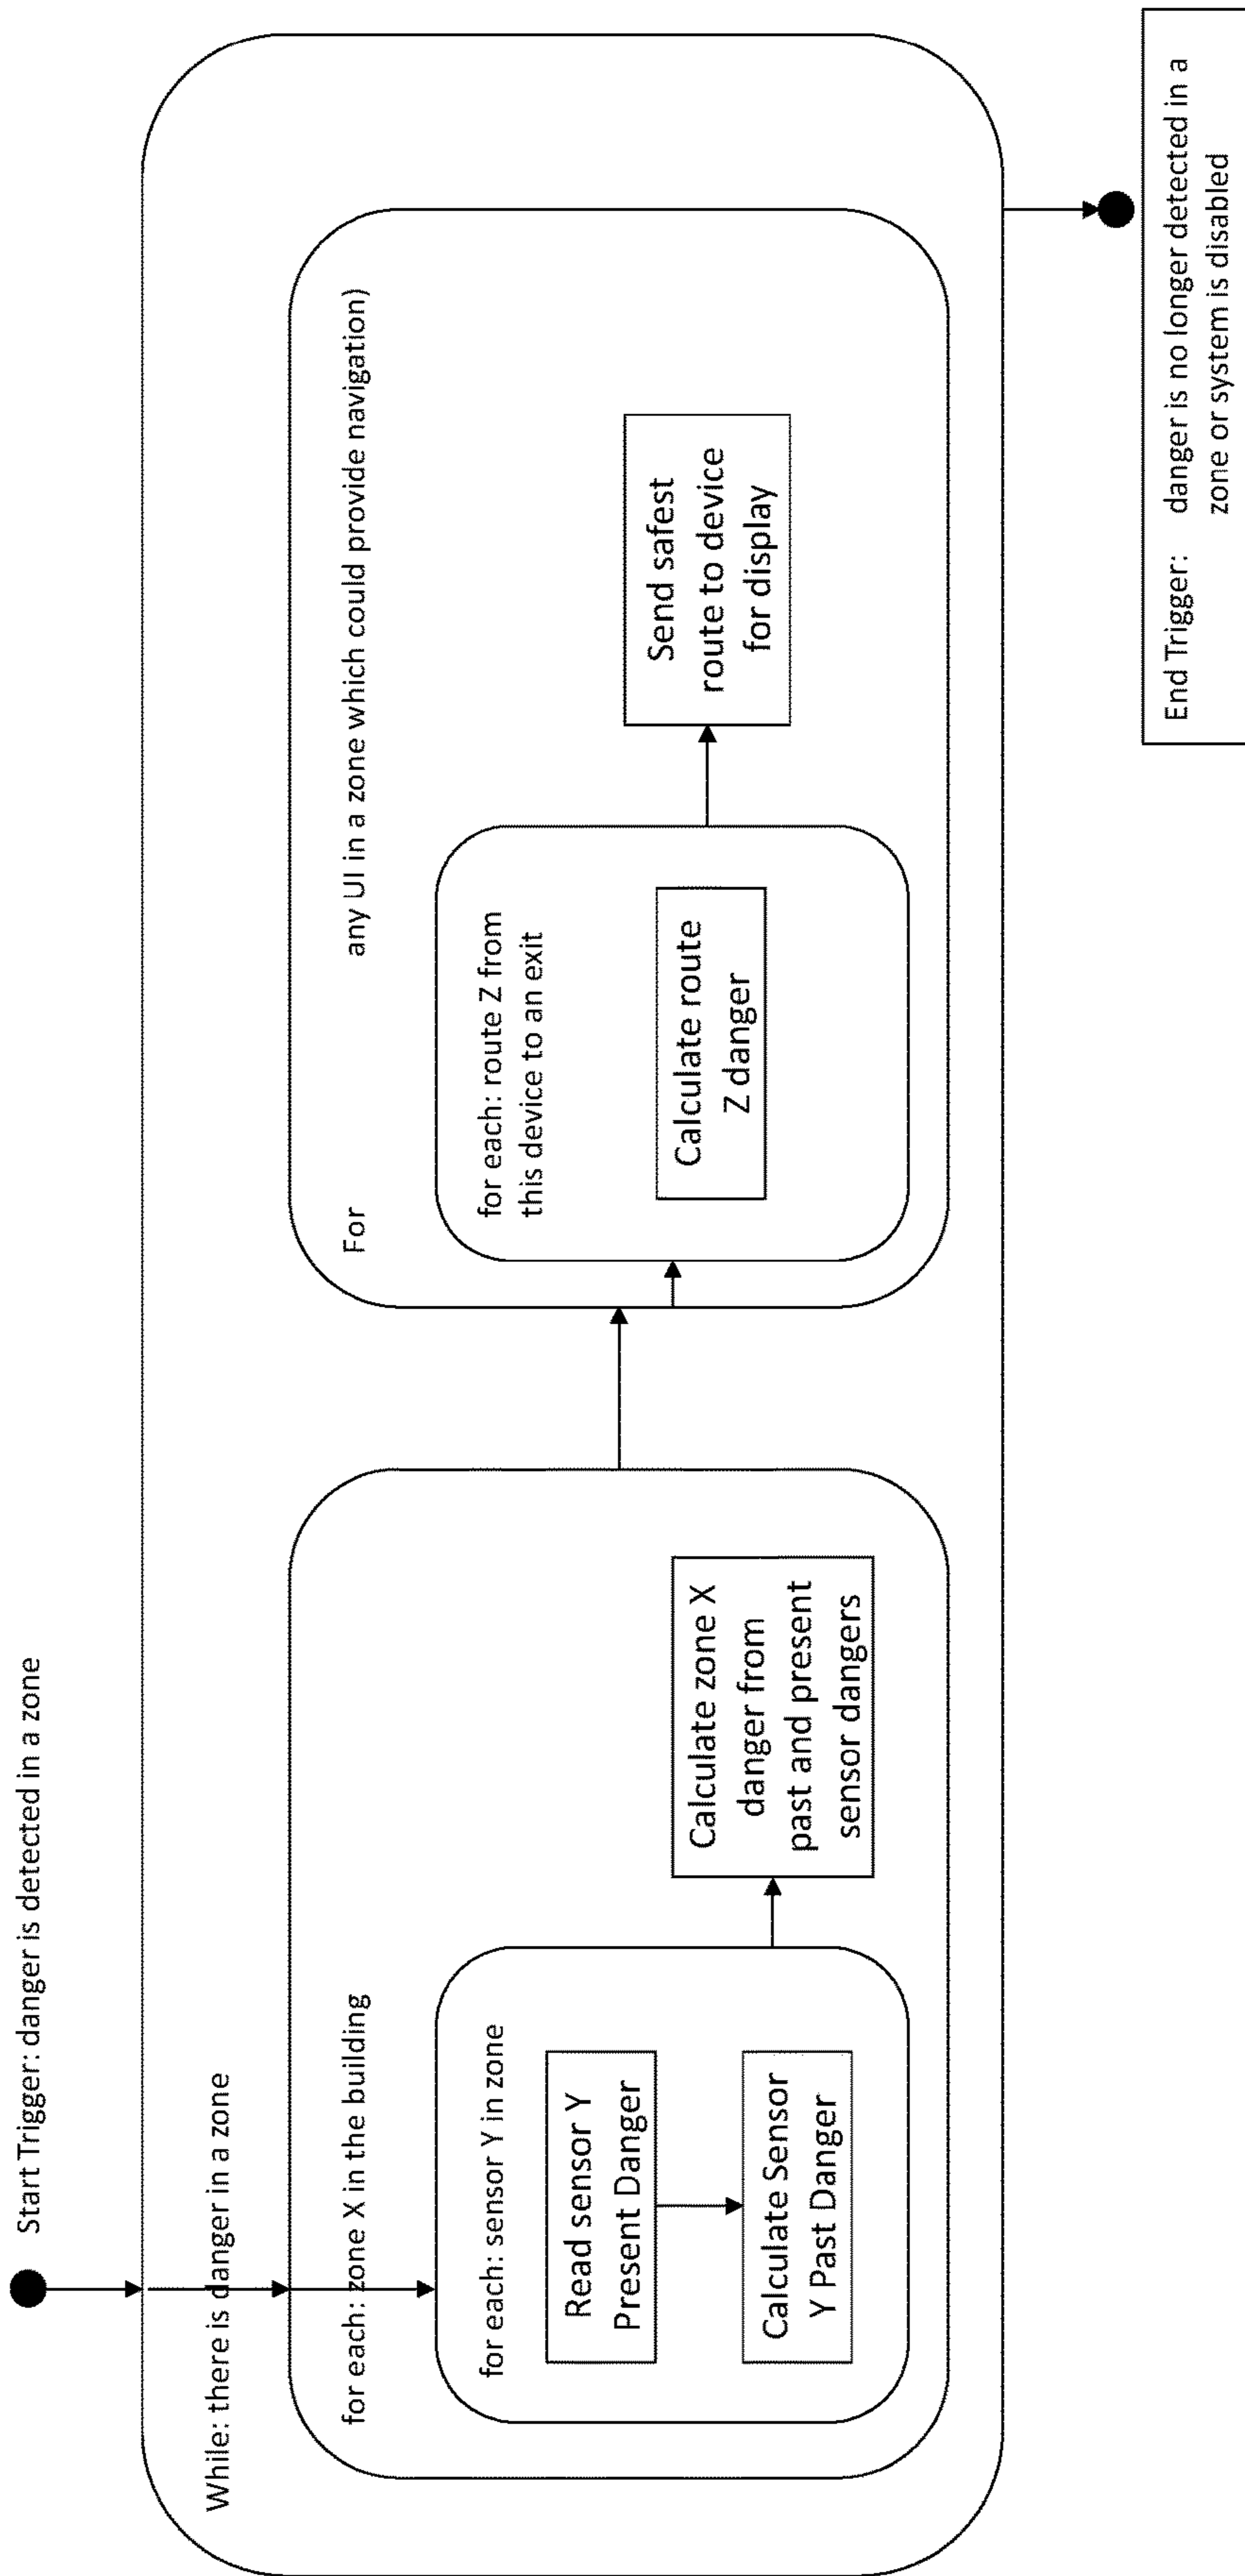 Start Trigger: danger is detected in a zone
While: there is danger in a zone
for each: zone X in the building
for each: sensor Y in zone
Read sensor Y
Present Danger
Calculate Sensor
Y Past Danger
Calculate zone X
danger from
past and present
sensor dangers
For any UI in a zone which could provide navigation)
for each: route Z from
this device to an exit
Calculate route
Z danger
Send safest
route to device
for display
End Trigger: danger is no longer detected in a
zone or system is disabled